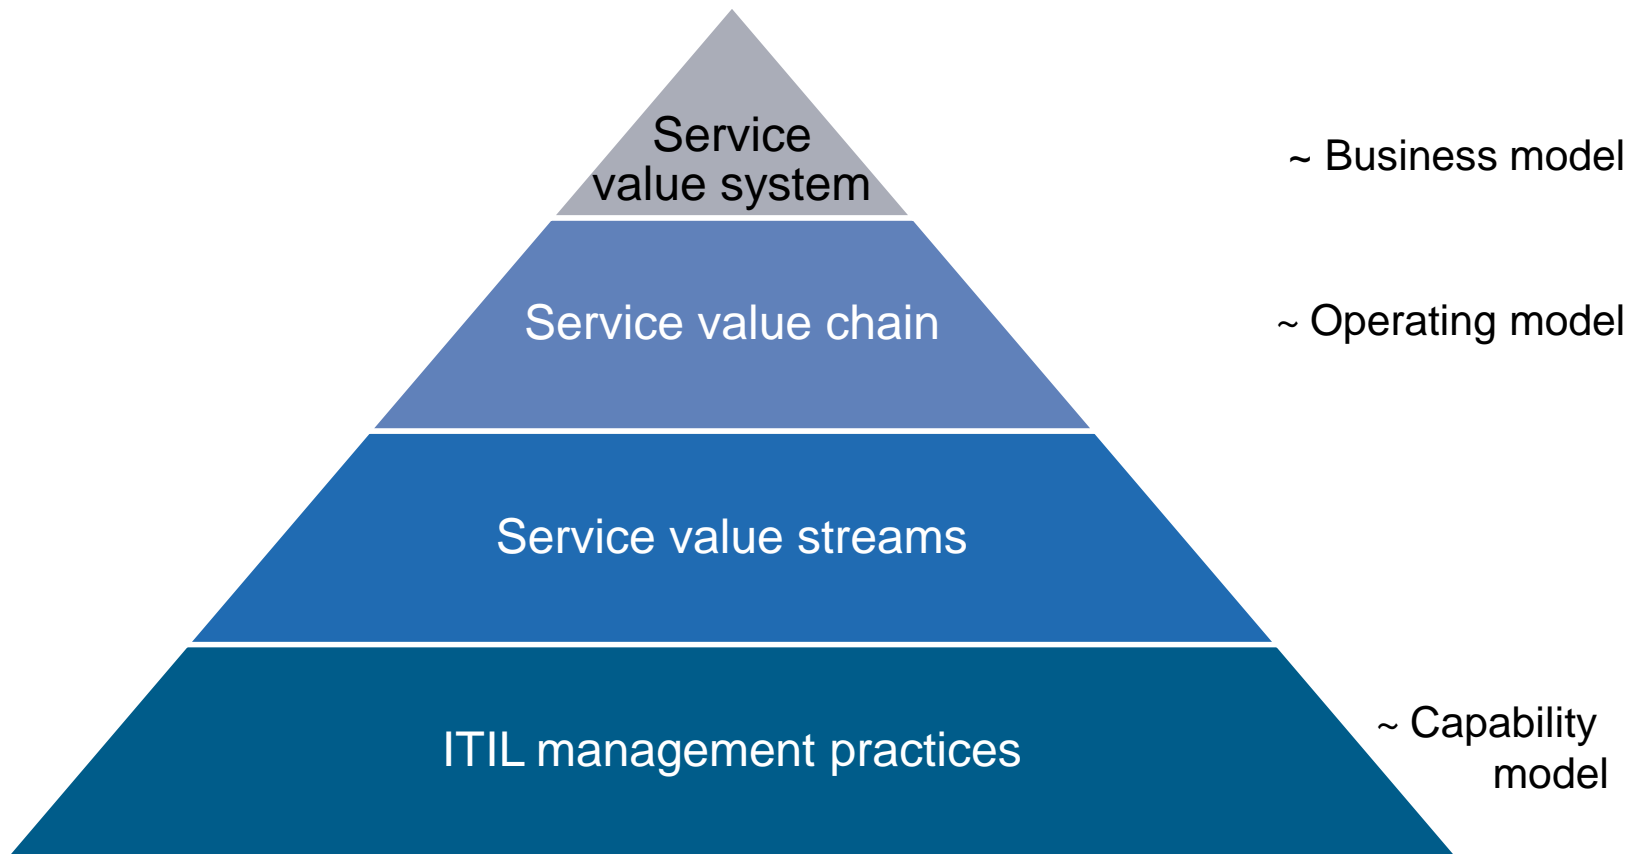 Service
value system
~ Business model
Service value chain
~ Operating model
Service value streams
ITIL management practices
~ Capability
model